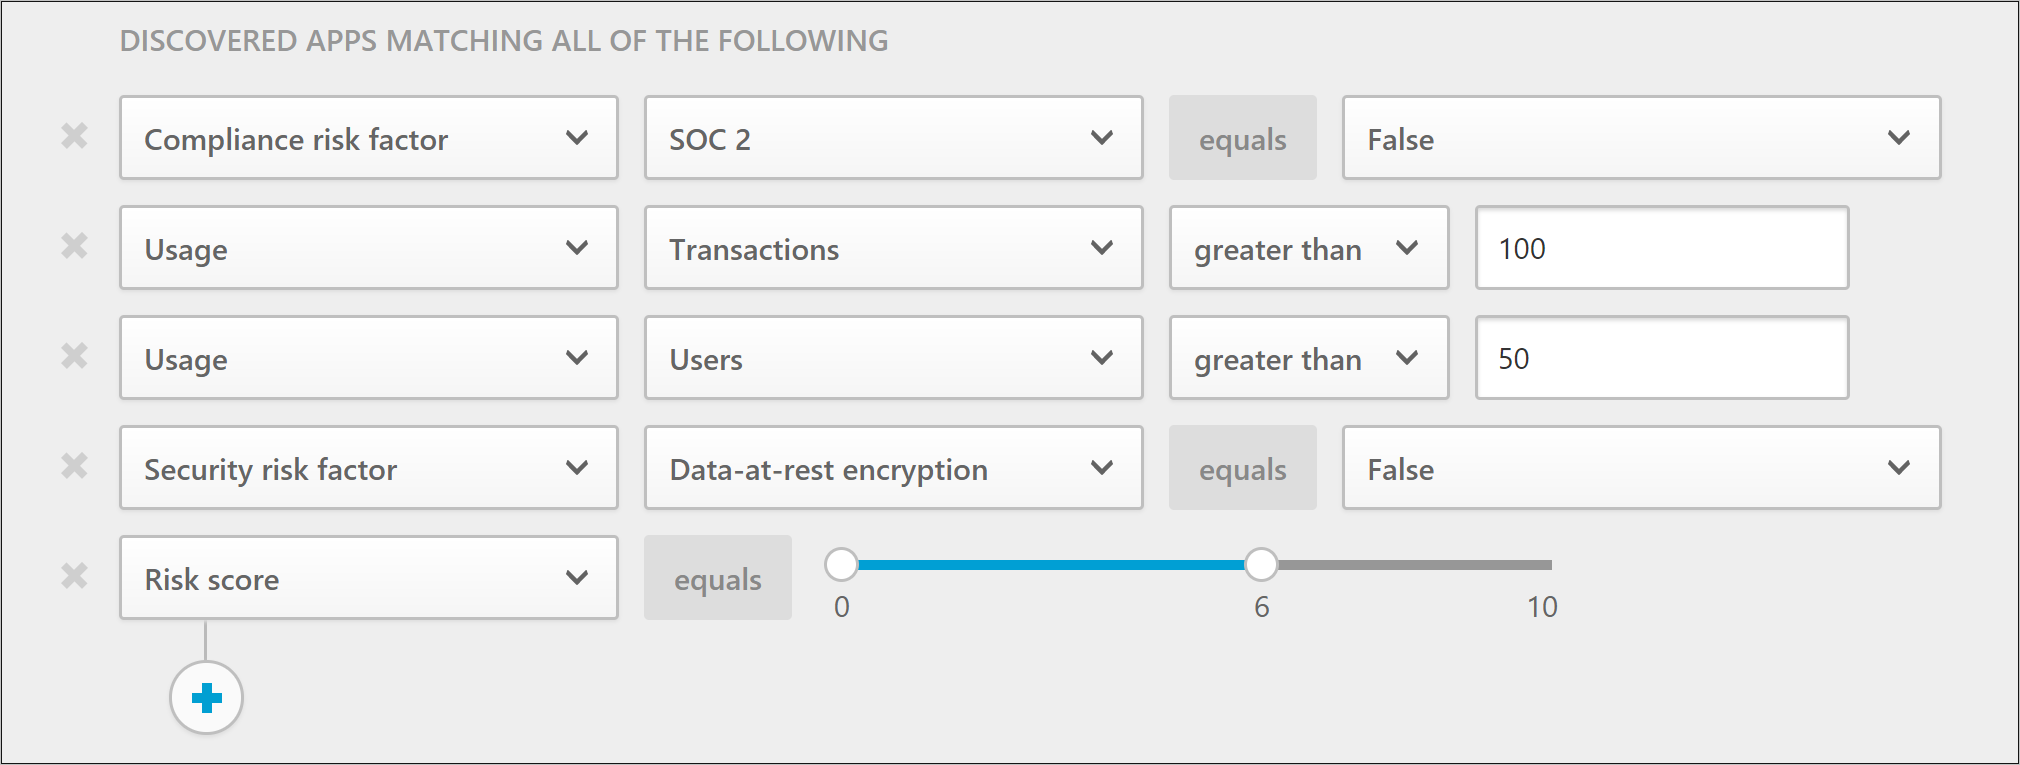 DISCOVERED APPS MATCHING ALL OF THE FOLLOWING
Compliance risk factor SOC 2 equals False
Usage Transactions greater than 100
Usage Users greater than 50
Security risk factor Data-at-rest encryption equals False
Risk score equals
0 6 10